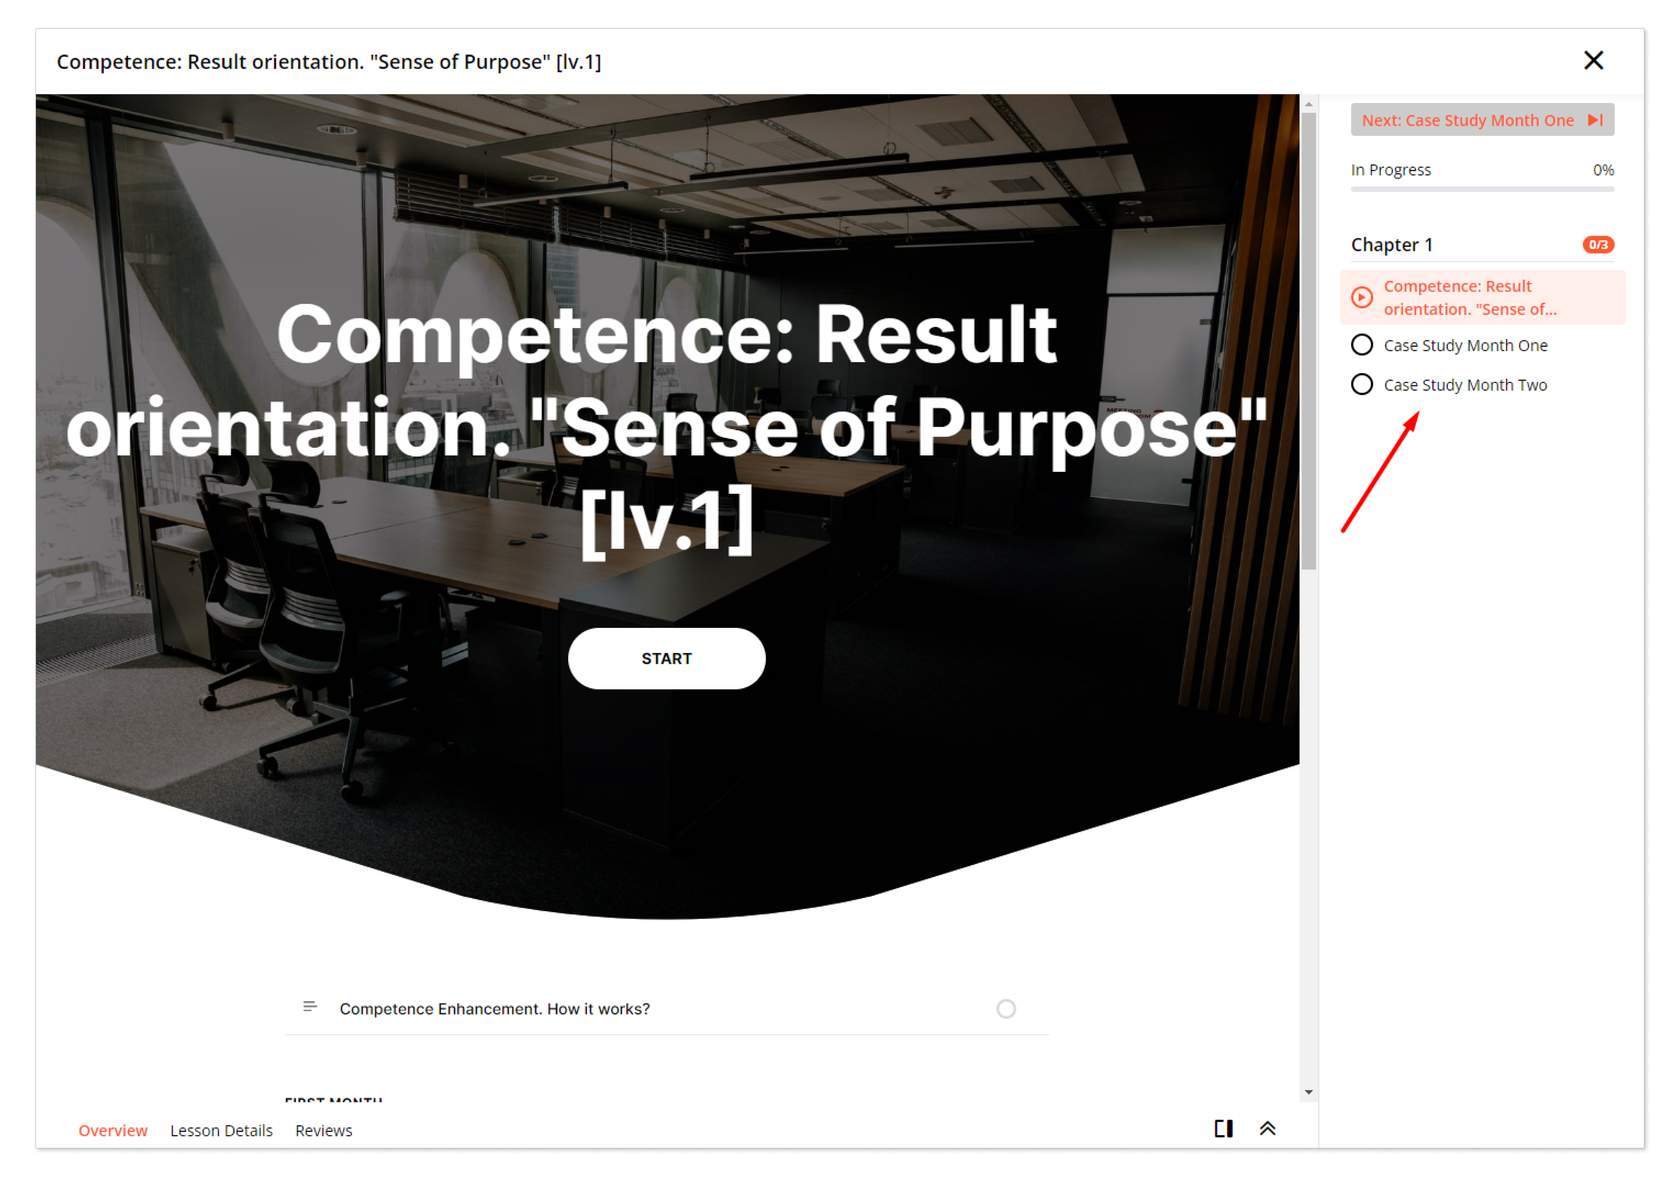 Competence: Result orientation. "Sense of Purpose" [lv.1]
Next: Case Study Month One
In Progress 0%
Chapter 1 0/3
Competence: Result
orientation. "Sense of...
Case Study Month One
Case Study Month Two
Competence: Result
orientation. "Sense of Purpose"
[lv.1]
START
Competence Enhancement. How it works?
FIRST MONTH
Overview Lesson Details Reviews